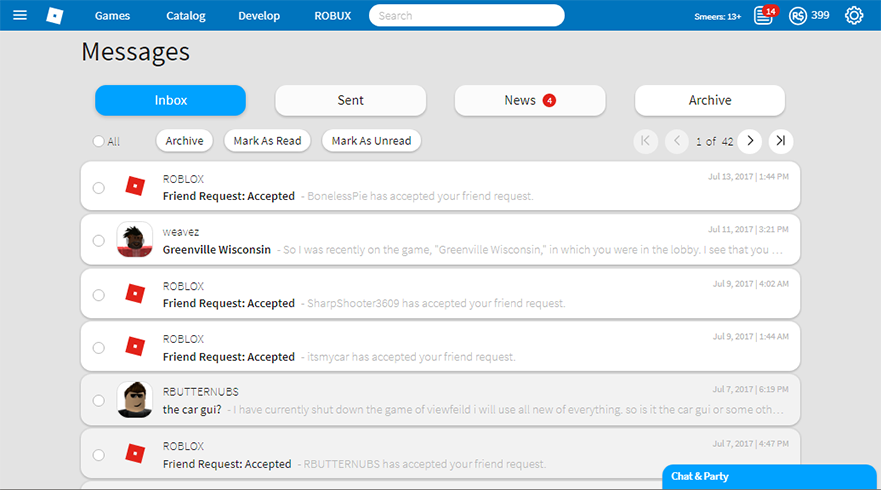 Games Catalog Develop ROBUX Search Smeers: 13+ 14 R$ 399
Messages
Inbox Sent News 4 Archive
All Archive Mark As Read Mark As Unread 1 of 42
ROBLOX Jul 13, 2017 | 1:44 PM
Friend Request: Accepted - BonelessPie has accepted your friend request.
weavez Jul 11, 2017 | 3:21 PM
Greenville Wisconsin - So I was recently on the game, "Greenville Wisconsin," in which you were in the lobby. I see that you ...
ROBLOX Jul 9, 2017 | 4:02 AM
Friend Request: Accepted - SharpShooter3609 has accepted your friend request.
ROBLOX Jul 9, 2017 | 1:44 AM
Friend Request: Accepted - itsmycar has accepted your friend request.
RBUTTERNUBS Jul 7, 2017 | 6:19 PM
the car gui? - I have currently shut down the game of viewfeild i will use all new of everything. so is it the car gui or some oth...
ROBLOX Jul 7, 2017 | 4:47 PM
Friend Request: Accepted - RBUTTERNUBS has accepted your friend request.
Chat & Party